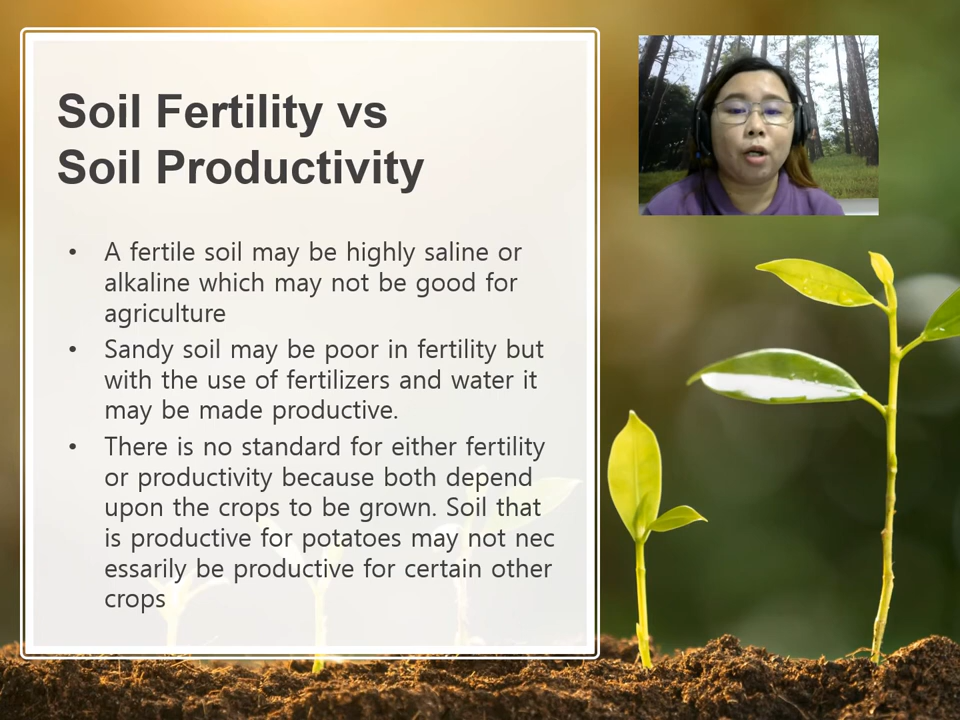 Soil Fertility vs
Soil Productivity
• A fertile soil may be highly saline or
alkaline which may not be good for
agriculture
• Sandy soil may be poor in fertility but
with the use of fertilizers and water it
may be made productive.
• There is no standard for either fertility
or productivity because both depend
upon the crops to be grown. Soil that
is productive for potatoes may not nec
essarily be productive for certain other
crops